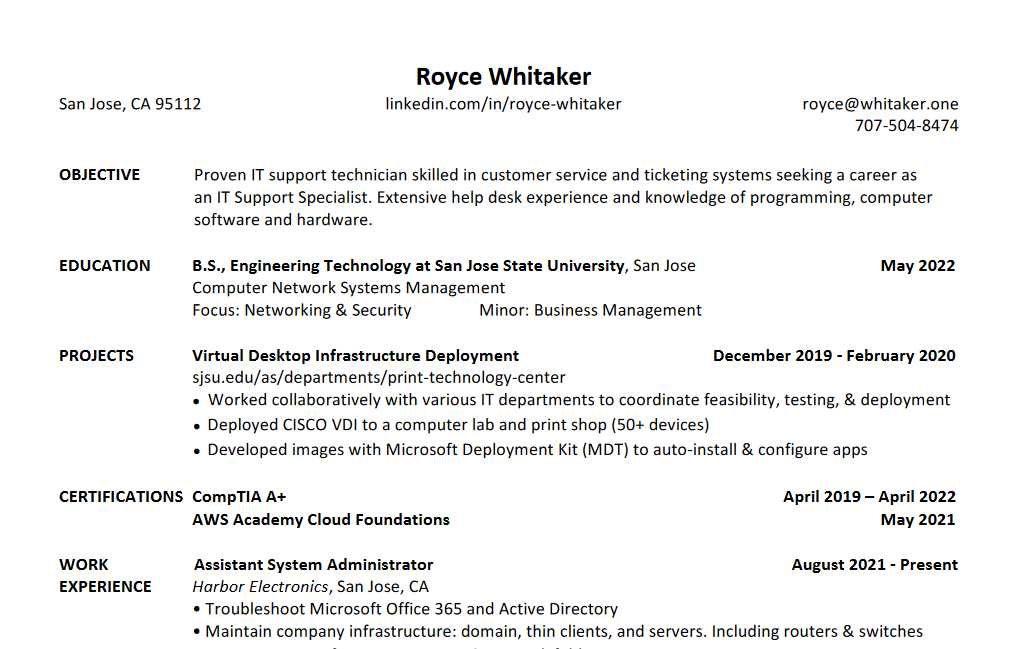 Royce Whitaker
San Jose, CA 95112 linkedin.com/in/royce-whitaker royce@whitaker.one
707-504-8474
OBJECTIVE Proven IT support technician skilled in customer service and ticketing systems seeking a career as
an IT Support Specialist. Extensive help desk experience and knowledge of programming, computer
software and hardware.
EDUCATION B.S., Engineering Technology at San Jose State University, San Jose May 2022
Computer Network Systems Management
Focus: Networking & Security Minor: Business Management
PROJECTS Virtual Desktop Infrastructure Deployment December 2019 - February 2020
sjsu.edu/as/departments/print-technology-center
• Worked collaboratively with various IT departments to coordinate feasibility, testing, & deployment
• Deployed CISCO VDI to a computer lab and print shop (50+ devices)
• Developed images with Microsoft Deployment Kit (MDT) to auto-install & configure apps
CERTIFICATIONS CompTIA A+ April 2019 – April 2022
AWS Academy Cloud Foundations May 2021
WORK Assistant System Administrator August 2021 - Present
EXPERIENCE Harbor Electronics, San Jose, CA
• Troubleshoot Microsoft Office 365 and Active Directory
• Maintain company infrastructure: domain, thin clients, and servers. Including routers & switches